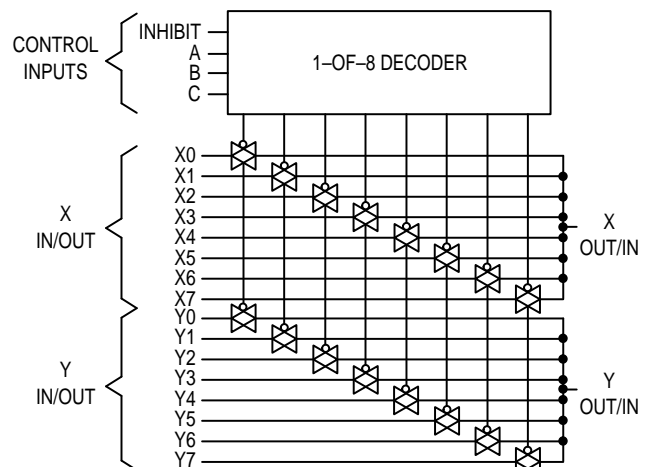 CONTROL
INPUTS
INHIBIT
A
B
C
1–OF–8 DECODER
X
IN/OUT
X0
X1
X2
X3
X4
X5
X6
X7
X
OUT/IN
Y
IN/OUT
Y0
Y1
Y2
Y3
Y4
Y5
Y6
Y7
Y
OUT/IN